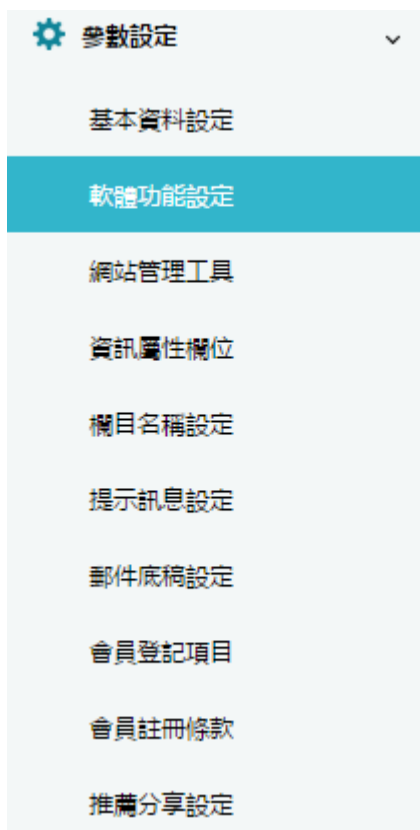 參數設定
基本資料設定
軟體功能設定
網站管理工具
資訊屬性欄位
欄目名稱設定
提示訊息設定
郵件底稿設定
會員登記項目
會員註冊條款
推薦分享設定